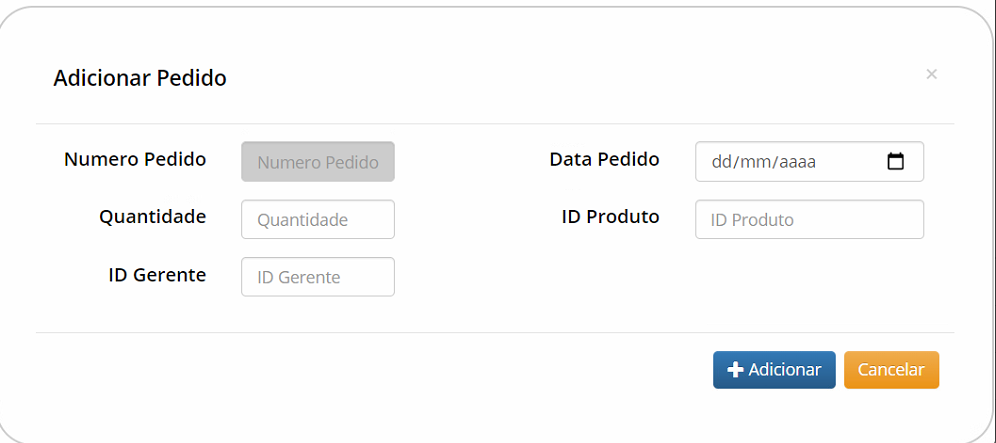 Adicionar Pedido ×
Numero Pedido Numero Pedido Data Pedido dd/mm/aaaa
Quantidade Quantidade ID Produto ID Produto
ID Gerente ID Gerente
Adicionar Cancelar